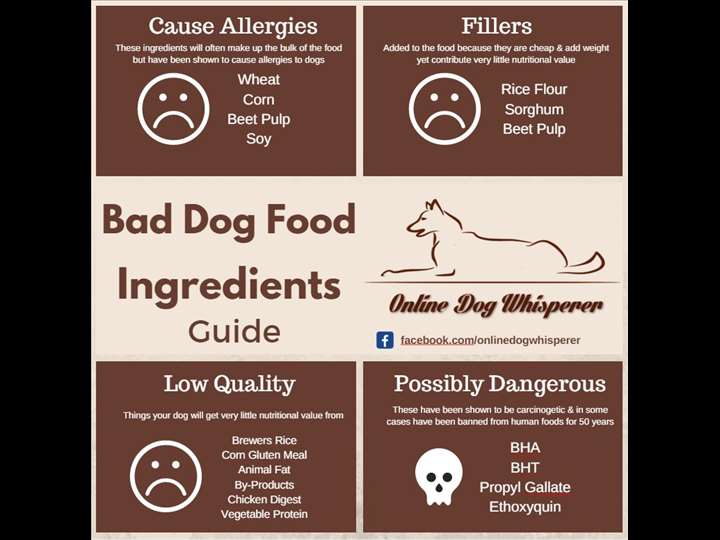 Cause Allergies
These ingredients will often make up the bulk of the food
but have been shown to cause allergies to dogs
Wheat
Corn
Beet Pulp
Soy
Fillers
Added to the food because they are cheap & add weight
yet contribute very little nutritional value
Rice Flour
Sorghum
Beet Pulp
Bad Dog Food
Ingredients
Guide
Online Dog Whisperer
facebook.com/onlinedogwhisperer
Low Quality
Things your dog will get very little nutritional value from
Brewers Rice
Corn Gluten Meal
Animal Fat
By-Products
Chicken Digest
Vegetable Protein
Possibly Dangerous
These have been shown to be carcinogetic & in some
cases have been banned from human foods for 50 years
BHA
BHT
Propyl Gallate
Ethoxyquin